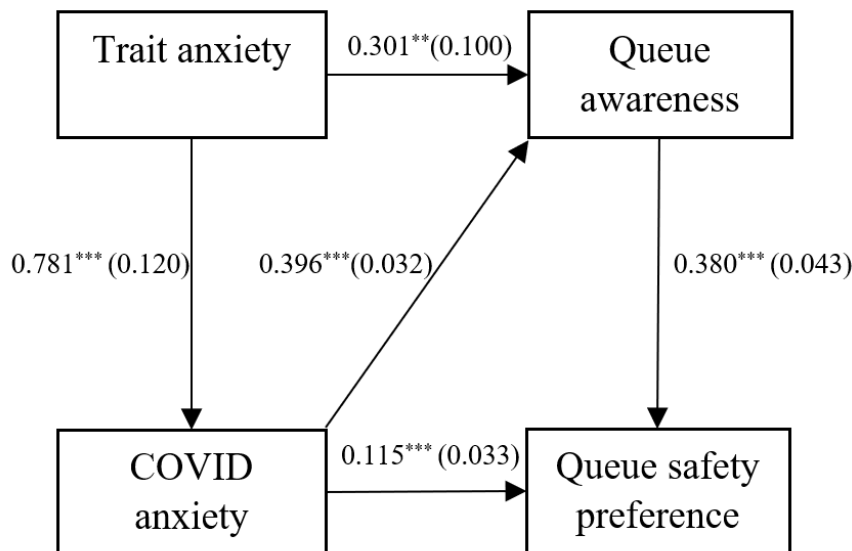 Trait anxiety
0.301**(0.100)
Queue
awareness
0.781*** (0.120)
0.396***(0.032)
0.380*** (0.043)
COVID
anxiety
0.115*** (0.033)
Queue safety
preference